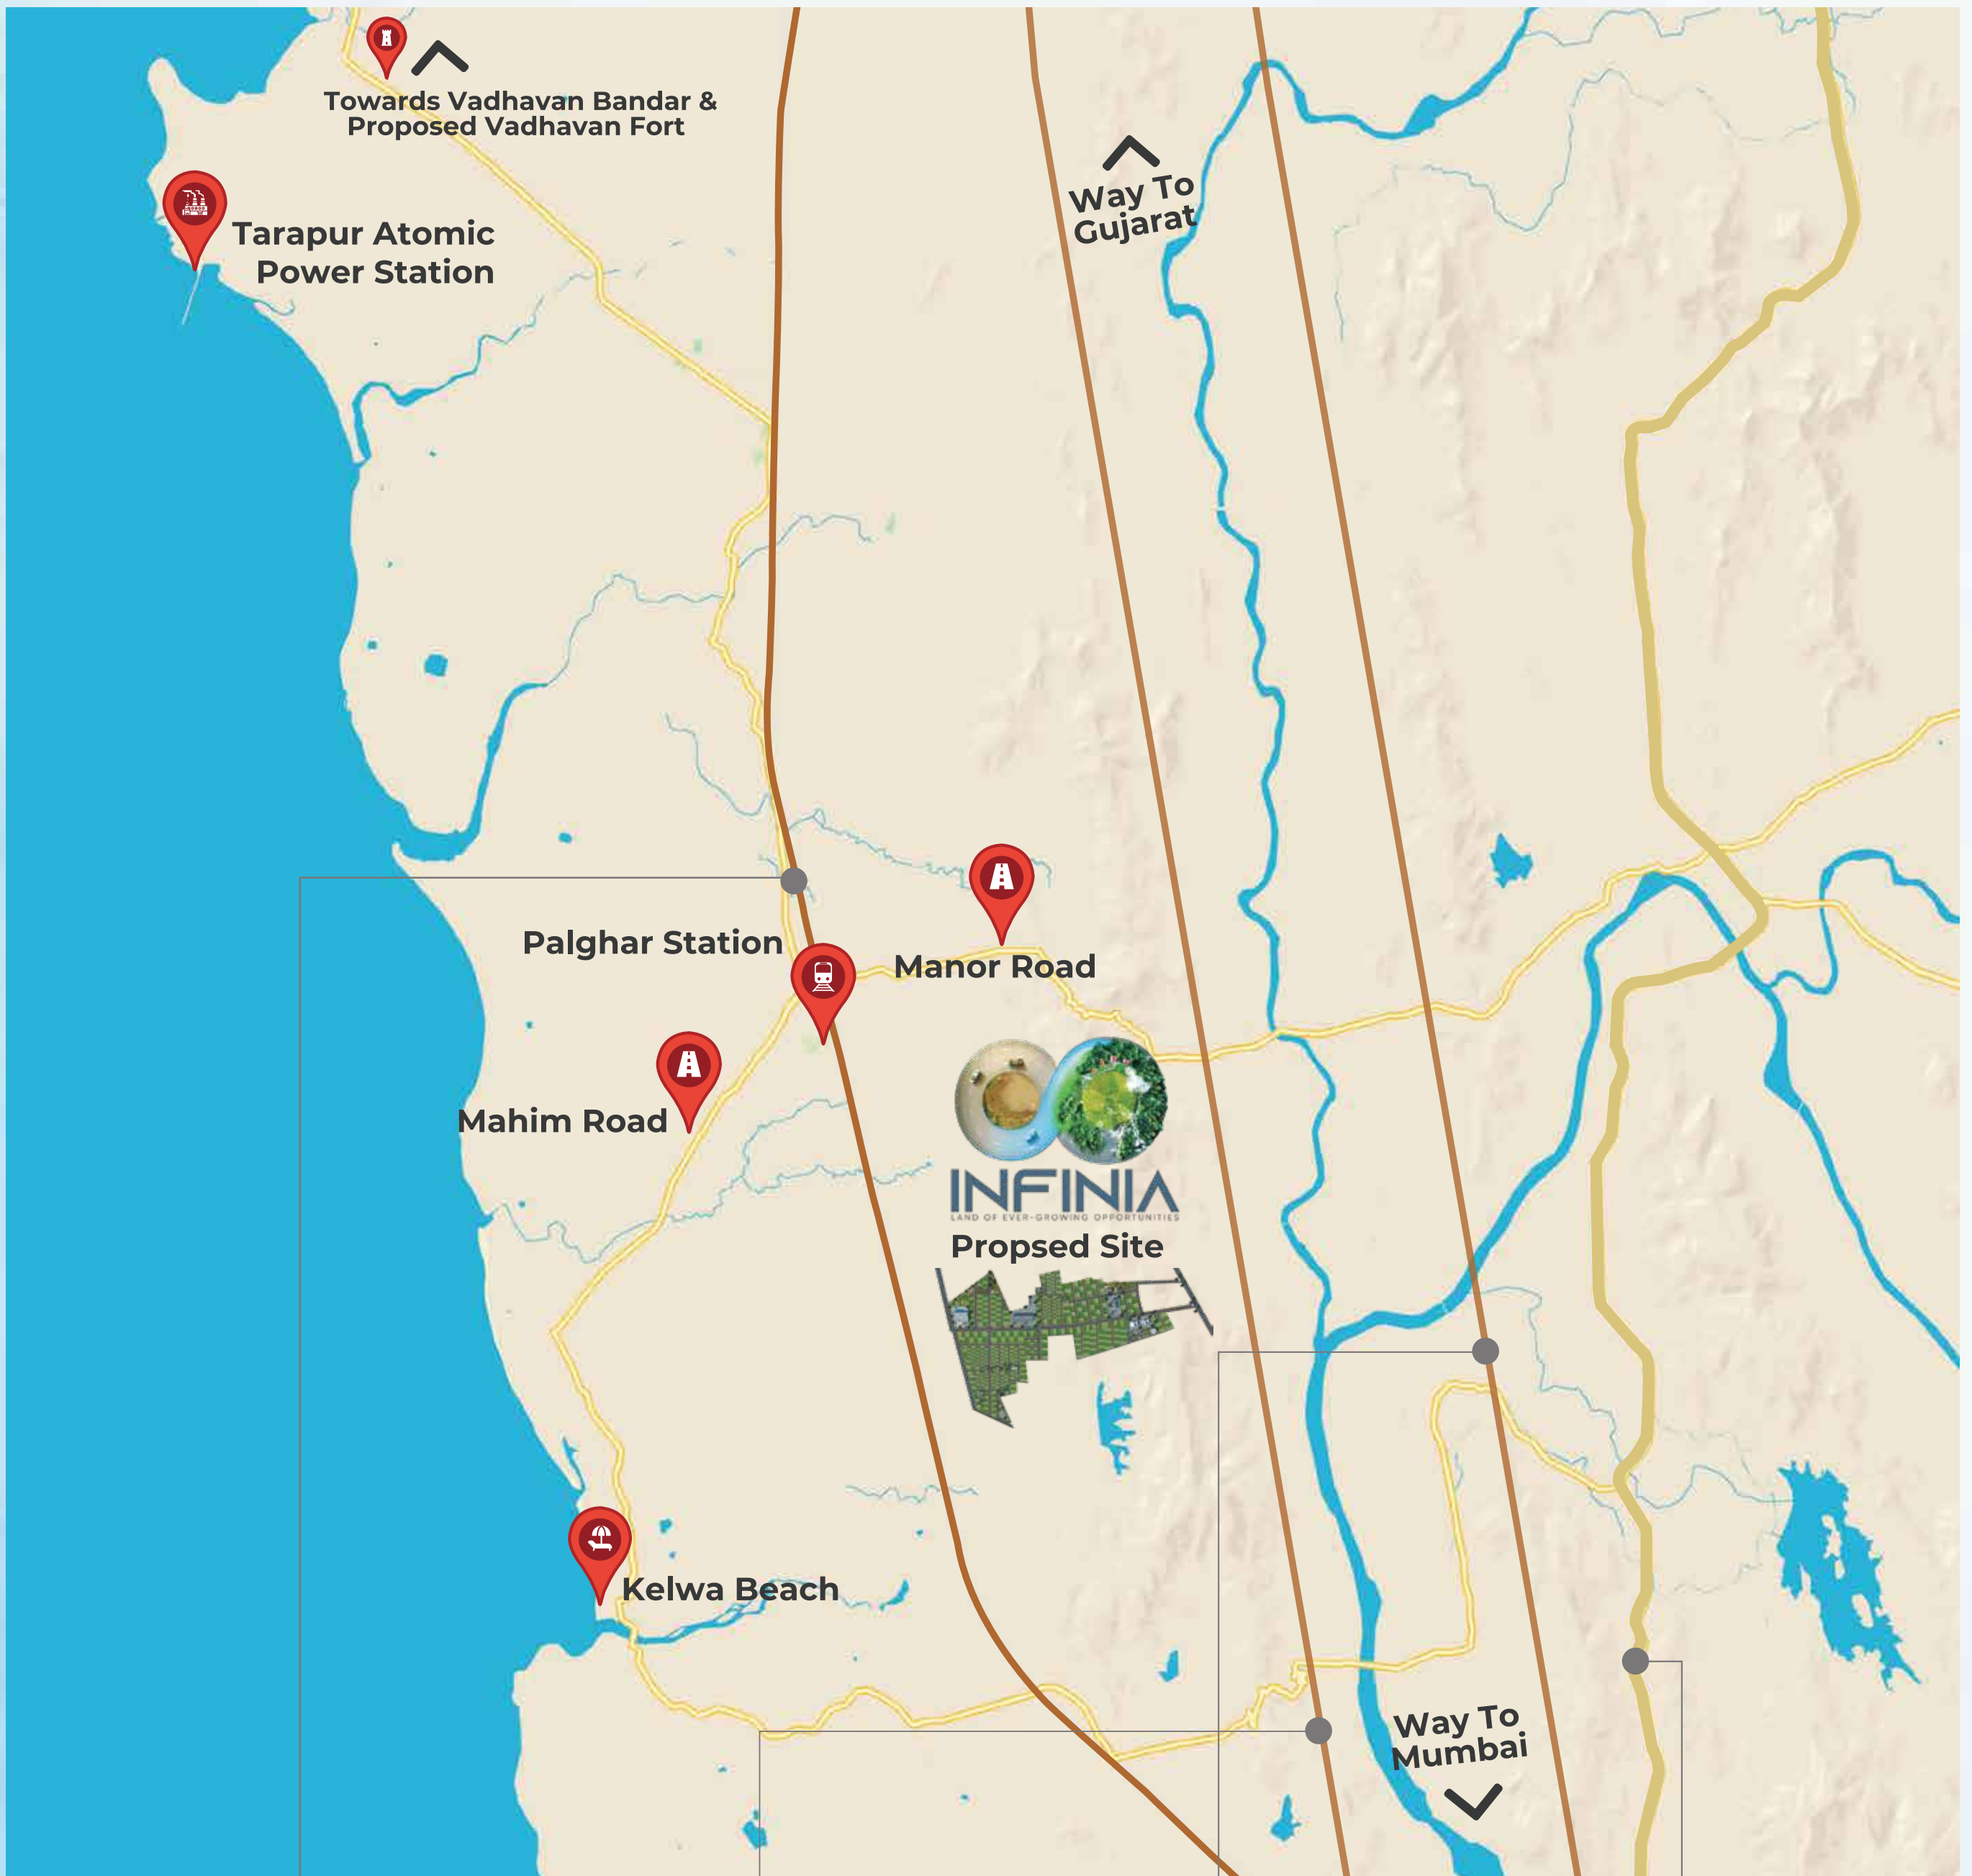 Towards Vadhavan Bandar &
Proposed Vadhavan Fort
Way To
Gujarat
Tarapur Atomic
Power Station
Palghar Station
Manor Road
Mahim Road
INFINIA
LAND OF EVER-GROWING OPPORTUNITIES
Propsed Site
Kelwa Beach
Way To
Mumbai